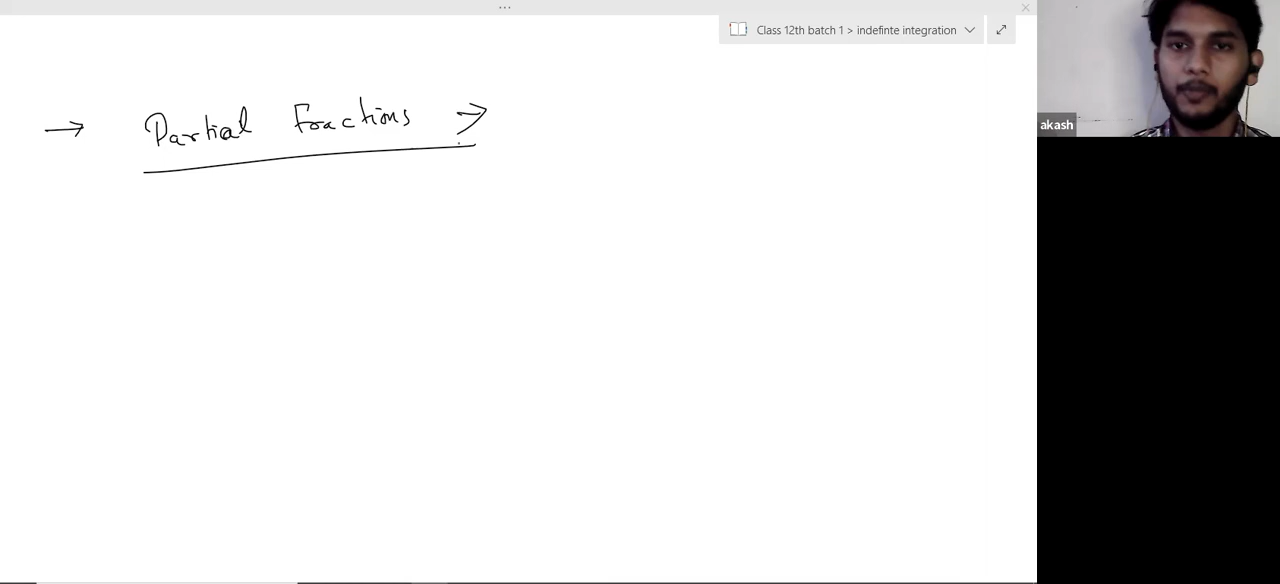 ... ×
Class 12th batch 1 > indefinte integration
→ Partial Fractions ⇒
akash